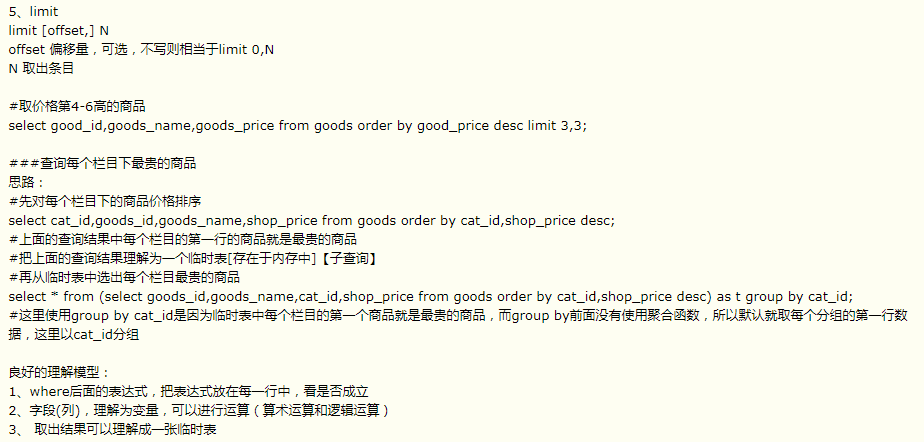 5、limit
limit [offset,] N
offset 偏移量，可选，不写则相当于limit 0,N
N 取出条目
#取价格第4-6高的商品
select good_id,goods_name,goods_price from goods order by good_price desc limit 3,3;
###查询每个栏目下最贵的商品
思路：
#先对每个栏目下的商品价格排序
select cat_id,goods_id,goods_name,shop_price from goods order by cat_id,shop_price desc;
#上面的查询结果中每个栏目的第一行的商品就是最贵的商品
#把上面的查询结果理解为一个临时表[存在于内存中]【子查询】
#再从临时表中选出每个栏目最贵的商品
select * from (select goods_id,goods_name,cat_id,shop_price from goods order by cat_id,shop_price desc) as t group by cat_id;
#这里使用group by cat_id是因为临时表中每个栏目的第一个商品就是最贵的商品，而group by前面没有使用聚合函数，所以默认就取每个分组的第一行数
据，这里以cat_id分组
良好的理解模型：
1、where后面的表达式，把表达式放在每一行中，看是否成立
2、字段(列)，理解为变量，可以进行运算（算术运算和逻辑运算）
3、 取出结果可以理解成一张临时表